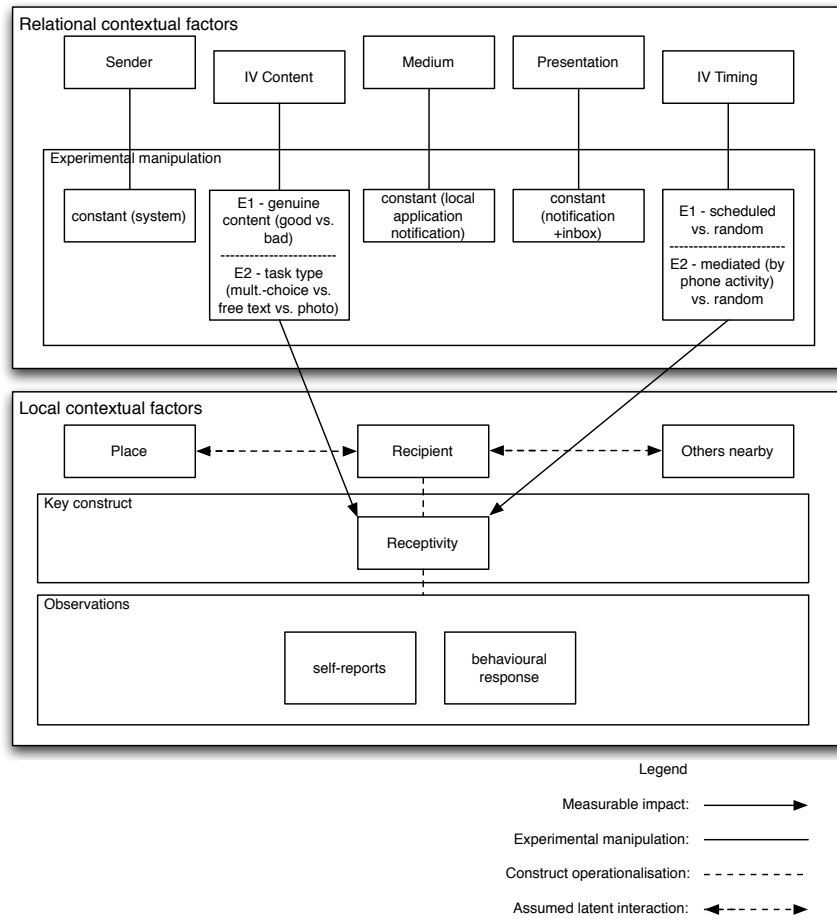 Relational contextual factors
Sender
IV Content
Medium
Presentation
IV Timing
Experimental manipulation
constant (system)
E1 - genuine
content (good vs.
bad)
E2 - task type
(mult.-choice vs.
free text vs. photo)
constant (local
application
notification)
constant
(notification
+inbox)
E1 - scheduled
vs. random
E2 - mediated (by
phone activity)
vs. random
Local contextual factors
Place
Recipient
Others nearby
Key construct
Receptivity
Observations
self-reports
behavioural
response
Legend
Measurable impact:
Experimental manipulation:
Construct operationalisation:
Assumed latent interaction: